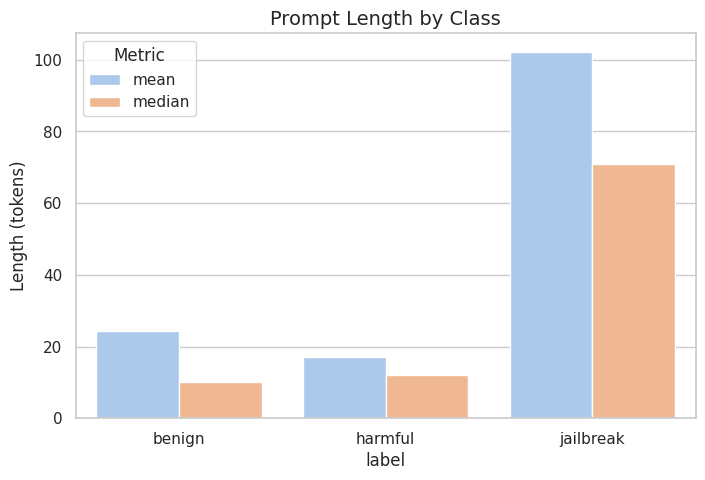 Prompt Length by Class
Metric
mean
median
Length (tokens)
100
80
60
40
20
0
benign
harmful
jailbreak
label